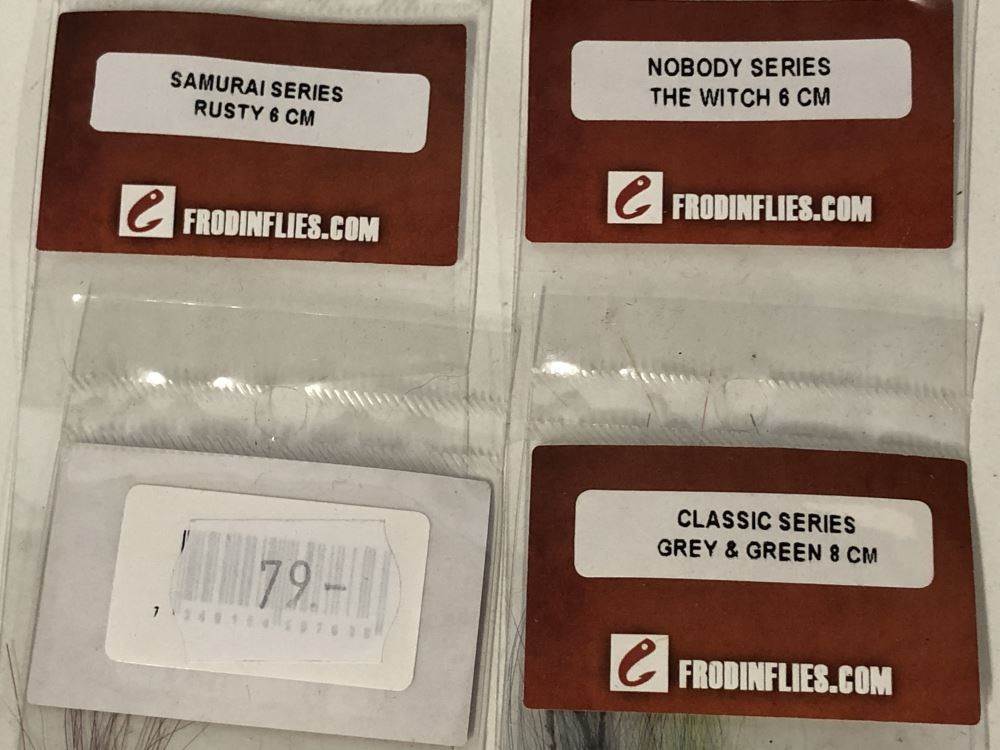 SAMURAI SERIES
RUSTY 6 CM
FRODINFLIES.COM
NOBODY SERIES
THE WITCH 6 CM
FRODINFLIES.COM
79.-
7
CLASSIC SERIES
GREY & GREEN 8 CM
FRODINFLIES.COM